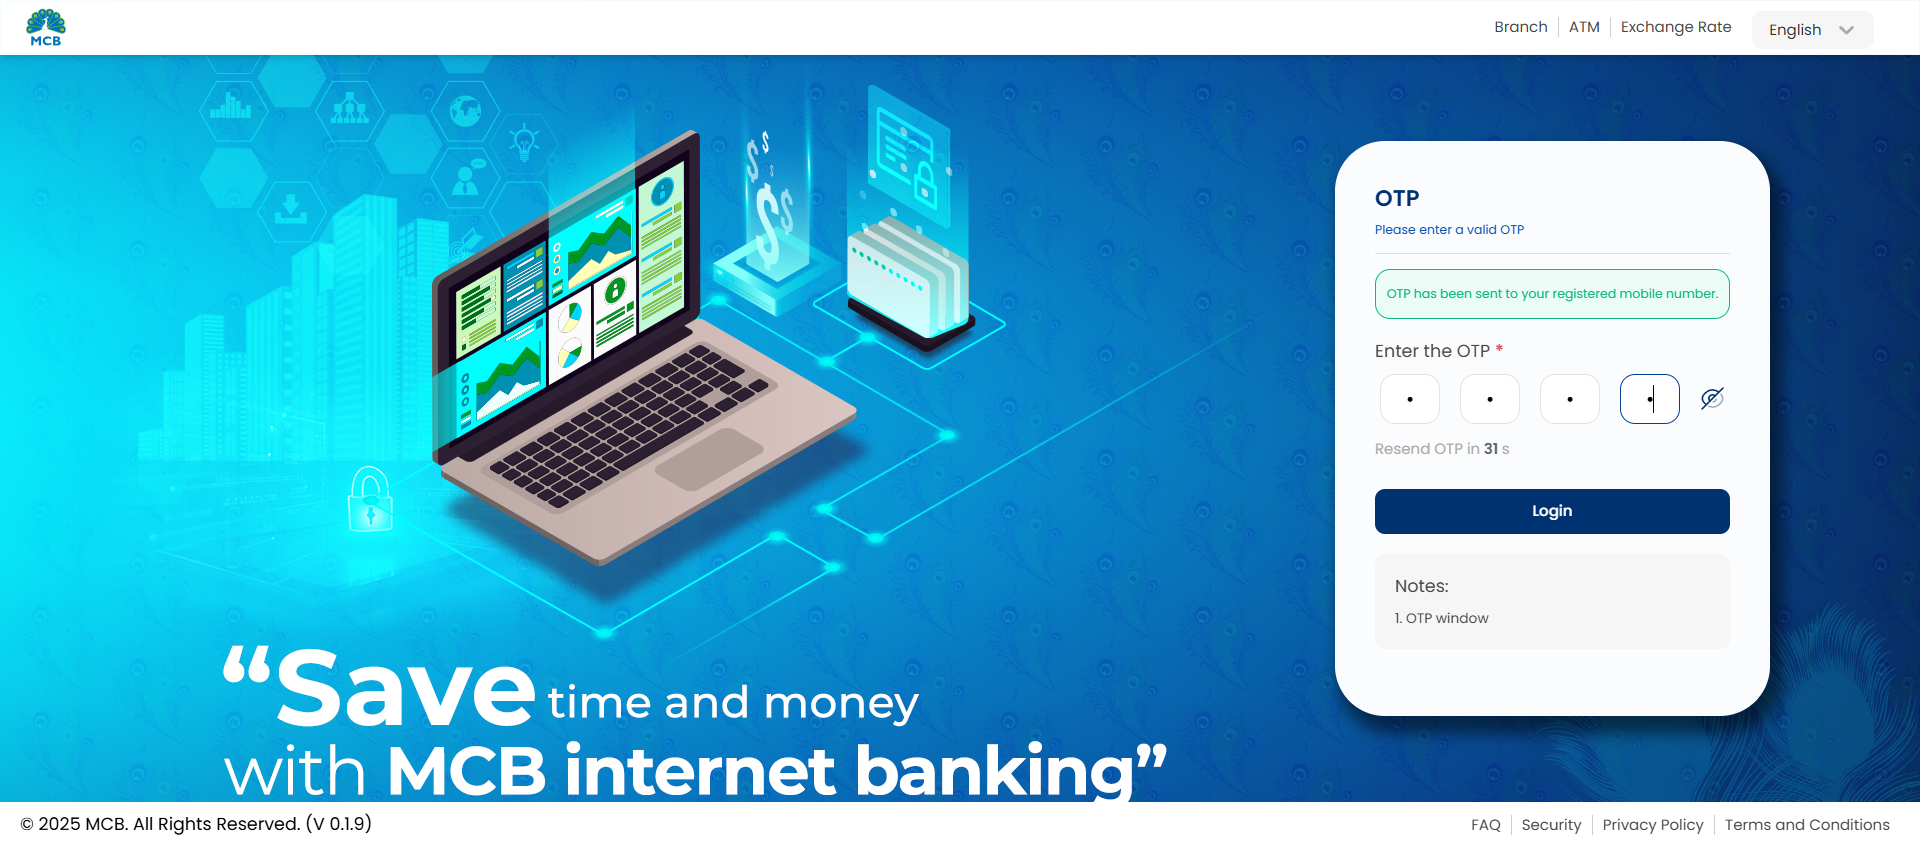 MCB
Branch
ATM
Exchange Rate
English
OTP
Please enter a valid OTP
OTP has been sent to your registered mobile number.
Enter the OTP *
Resend OTP in 31 s
Login
Notes:
1. OTP window
“Save time and money
with MCB internet banking”
© 2025 MCB. All Rights Reserved. (V 0.1.9)
FAQ
Security
Privacy Policy
Terms and Conditions